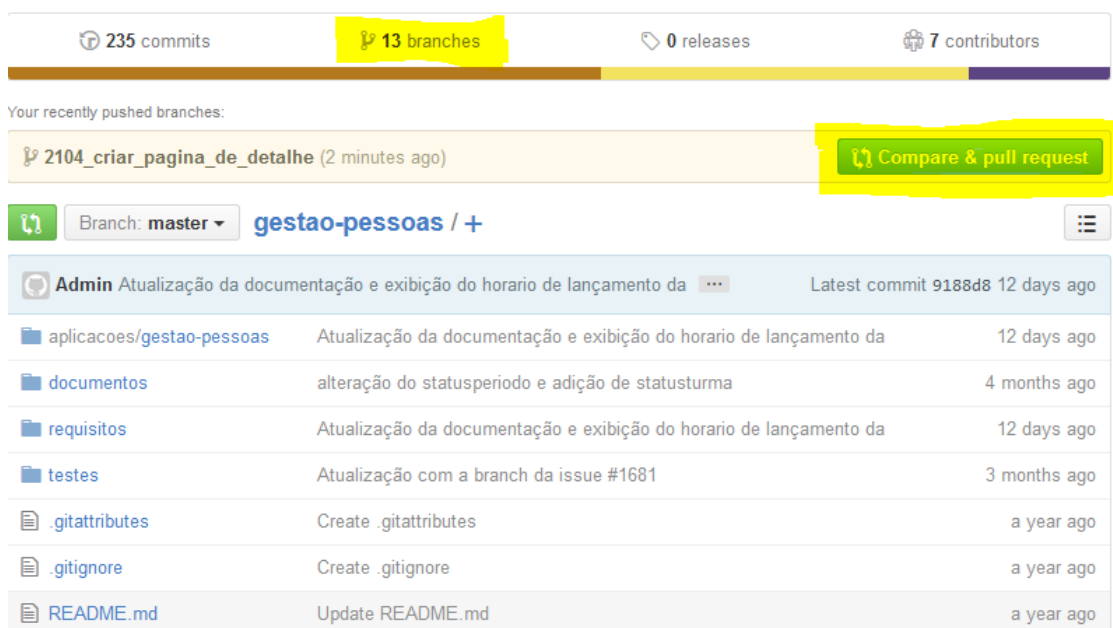 235 commits 13 branches 0 releases 7 contributors
Your recently pushed branches:
2104_criar_pagina_de_detalhe (2 minutes ago) Compare & pull request
Branch: master gestao-pessoas / +
Admin Atualização da documentação e exibição do horario de lançamento da ... Latest commit 9188d8 12 days ago
aplicacoes/gestao-pessoas Atualização da documentação e exibição do horario de lançamento da 12 days ago
documentos alteração do statusperiodo e adição de statusturma 4 months ago
requisitos Atualização da documentação e exibição do horario de lançamento da 12 days ago
testes Atualização com a branch da issue #1681 3 months ago
.gitattributes Create .gitattributes a year ago
.gitignore Create .gitignore a year ago
README.md Update README.md a year ago